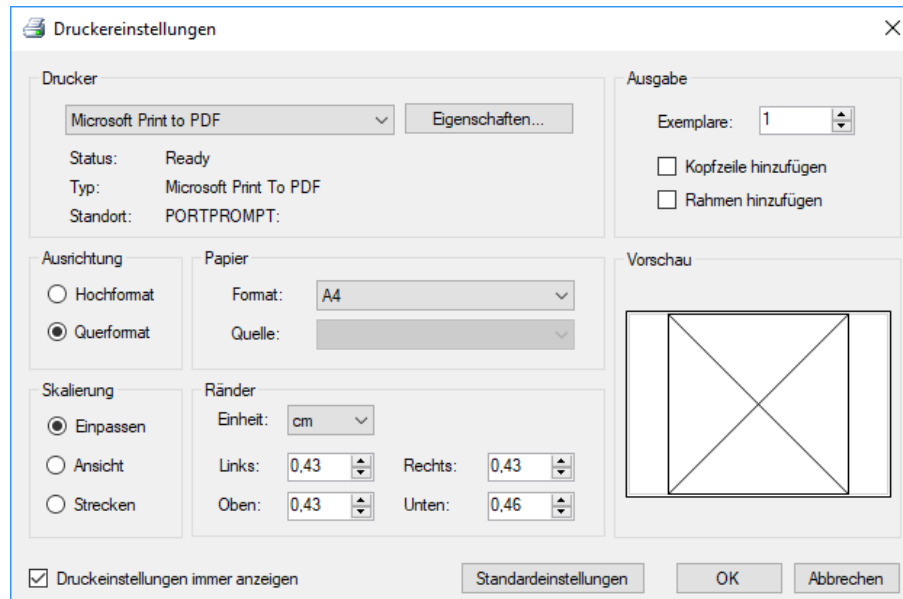 Druckereinstellungen
Drucker
Microsoft Print to PDF
Eigenschaften...
Status: Ready
Typ: Microsoft Print To PDF
Standort: PORTPROMPT:
Ausgabe
Exemplare: 1
Kopfzeile hinzufügen
Rahmen hinzufügen
Ausrichtung
Hochformat
Querformat
Papier
Format: A4
Quelle:
Vorschau
Skalierung
Einpassen
Ansicht
Strecken
Ränder
Einheit: cm
Links: 0,43 Rechts: 0,43
Oben: 0,43 Unten: 0,46
Druckeinstellungen immer anzeigen
Standardeinstellungen
OK
Abbrechen